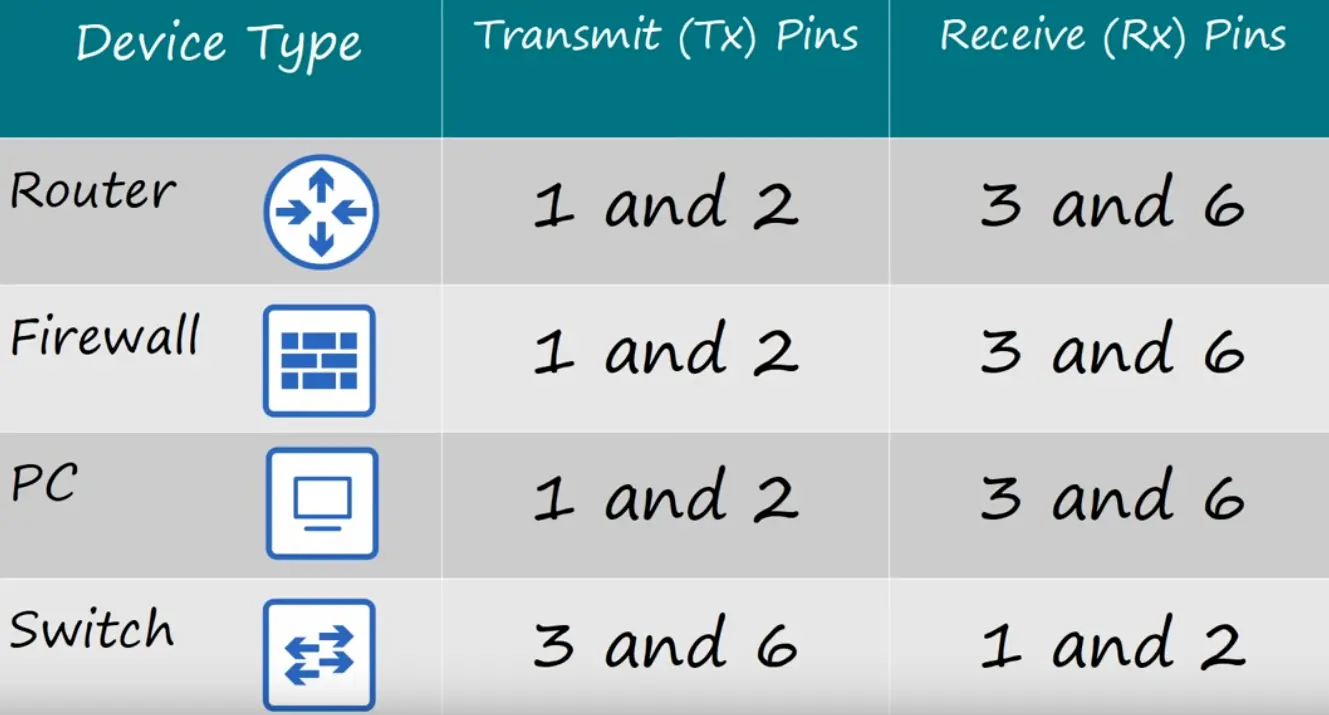 Device Type Transmit (Tx) Pins Receive (Rx) Pins
Router 1 and 2 3 and 6
Firewall 1 and 2 3 and 6
PC 1 and 2 3 and 6
Switch 3 and 6 1 and 2